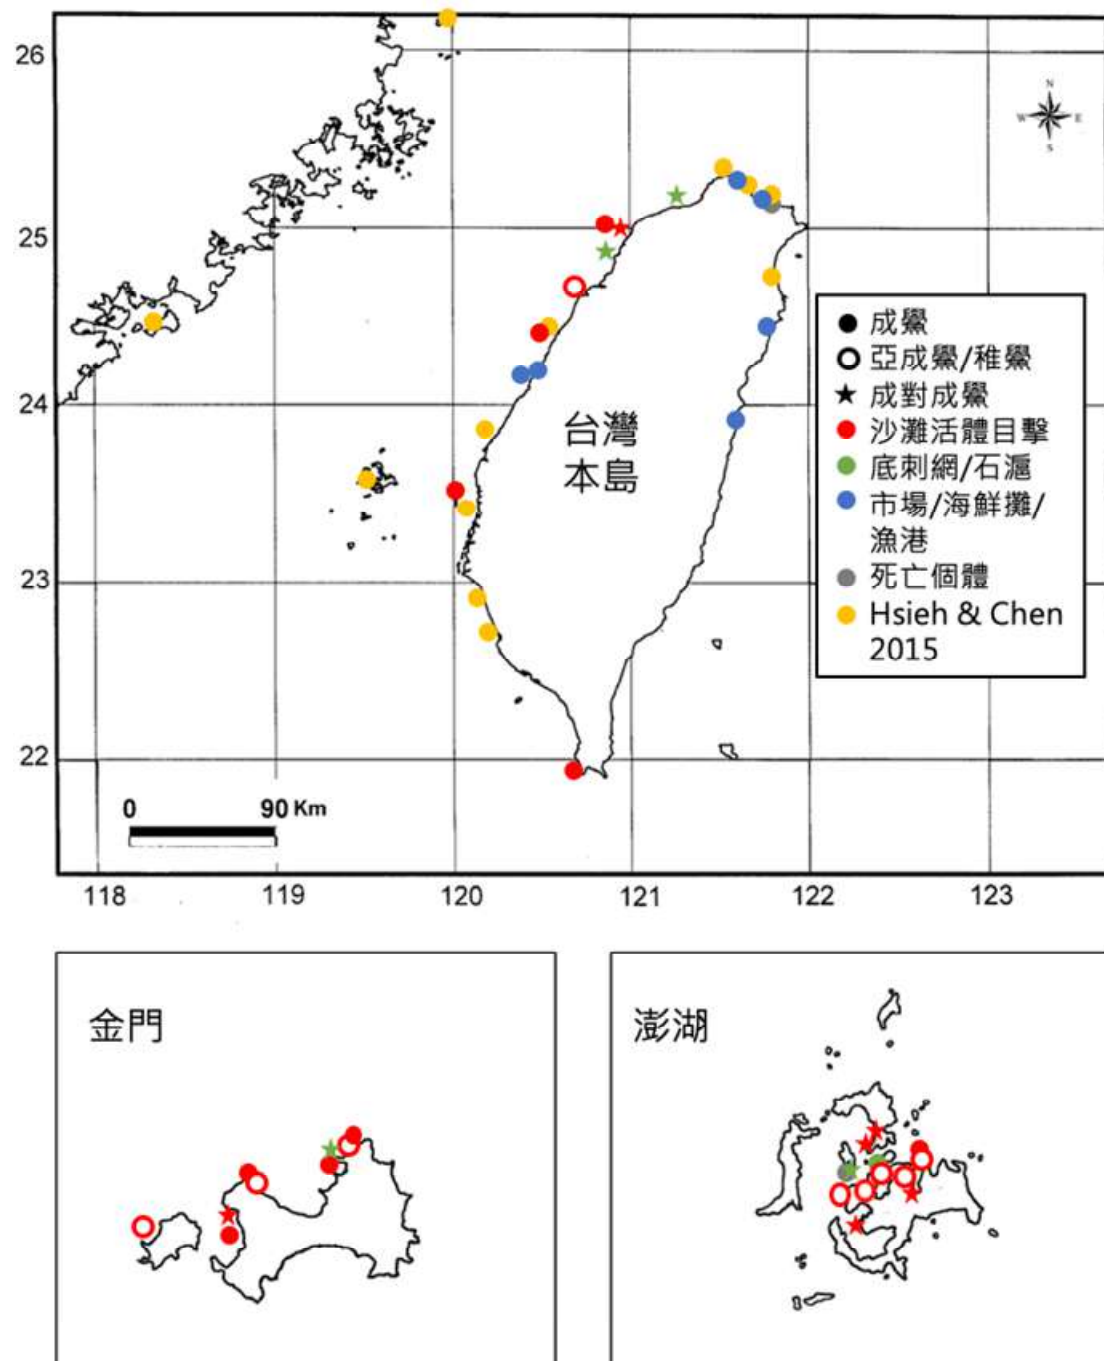 26
25
24
23
22
N
W E
S
台灣
本島
成鱟
亞成鱟/稚鱟
成對成鱟
沙灘活體目擊
底刺網/石滬
市場/海鮮攤/
漁港
死亡個體
Hsieh & Chen
2015
0 90 Km
118 119 120 121 122 123
金門
澎湖